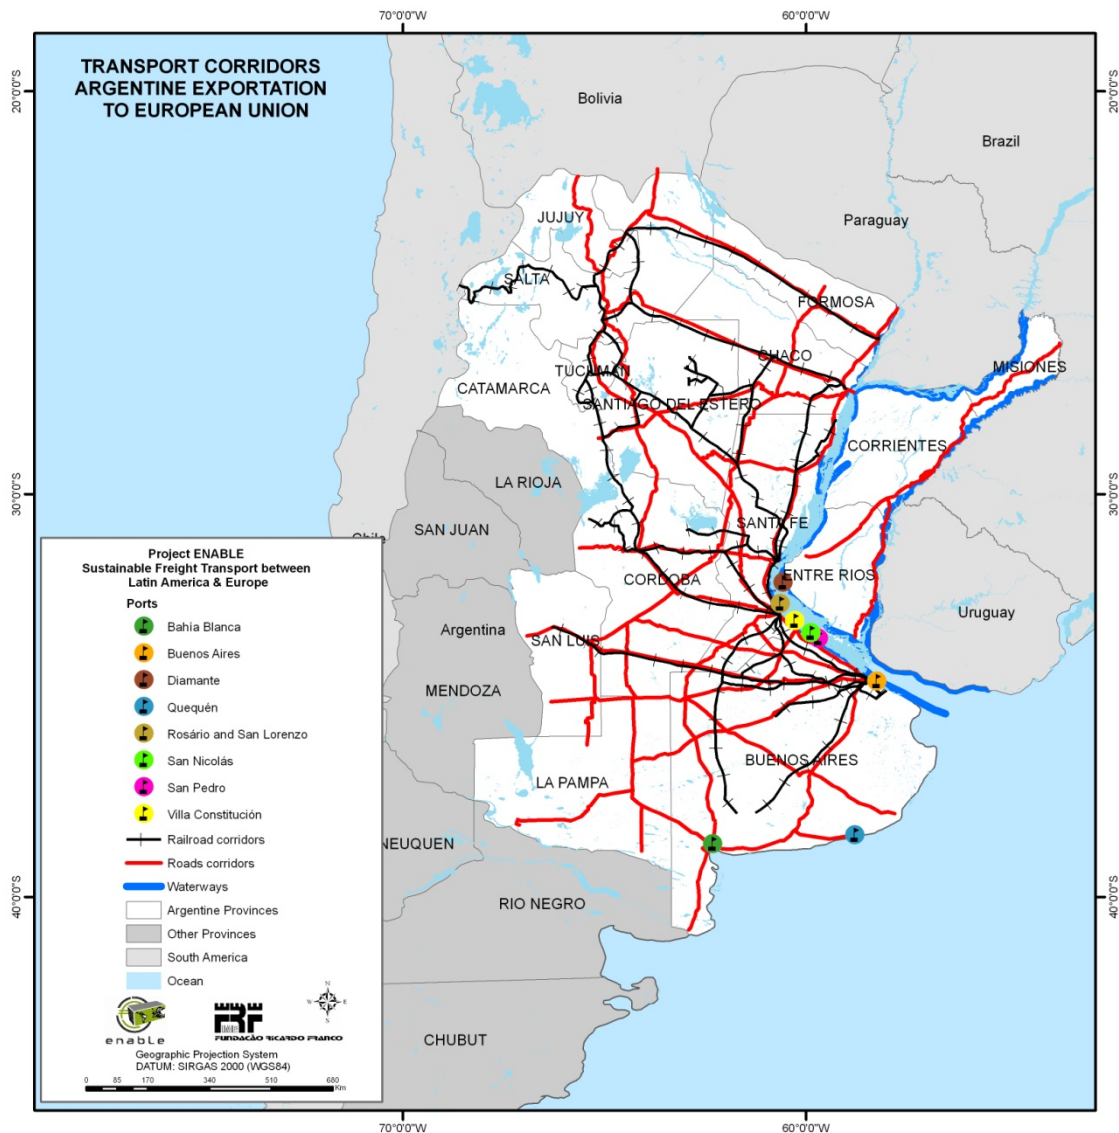 70°0'0"W
60°0'0"W
TRANSPORT CORRIDORS
ARGENTINE EXPORTATION
TO EUROPEAN UNION
20°0'0"S
20°0'0"S
Bolivia
Brazil
Paraguay
JUJUY
SALTA
FORMOSA
CHACO
MISIONES
TUCUMAN
CATAMARCA
SANTIAGO DEL ESTERO
CORRIENTES
30°0'0"S
30°0'0"S
LA RIOJA
SAN JUAN
SANTA FE
Chile
CORDOBA
ENTRE RIOS
Uruguay
Argentina
SAN LUIS
MENDOZA
BUENOS AIRES
LA PAMPA
NEUQUEN
40°0'0"S
40°0'0"S
RIO NEGRO
CHUBUT
Project ENABLE
Sustainable Freight Transport between
Latin America & Europe
Ports
Bahía Blanca
Buenos Aires
Diamante
Quequén
Rosário and San Lorenzo
San Nicolás
San Pedro
Villa Constitución
Railroad corridors
Roads corridors
Waterways
Argentine Provinces
Other Provinces
South America
Ocean
enable
FRF
FUNDAÇÃO RICARDO FRANCO
N
W E
S
Geographic Projection System
DATUM: SIRGAS 2000 (WGS84)
0 85 170 340 510 680
Km
70°0'0"W
60°0'0"W